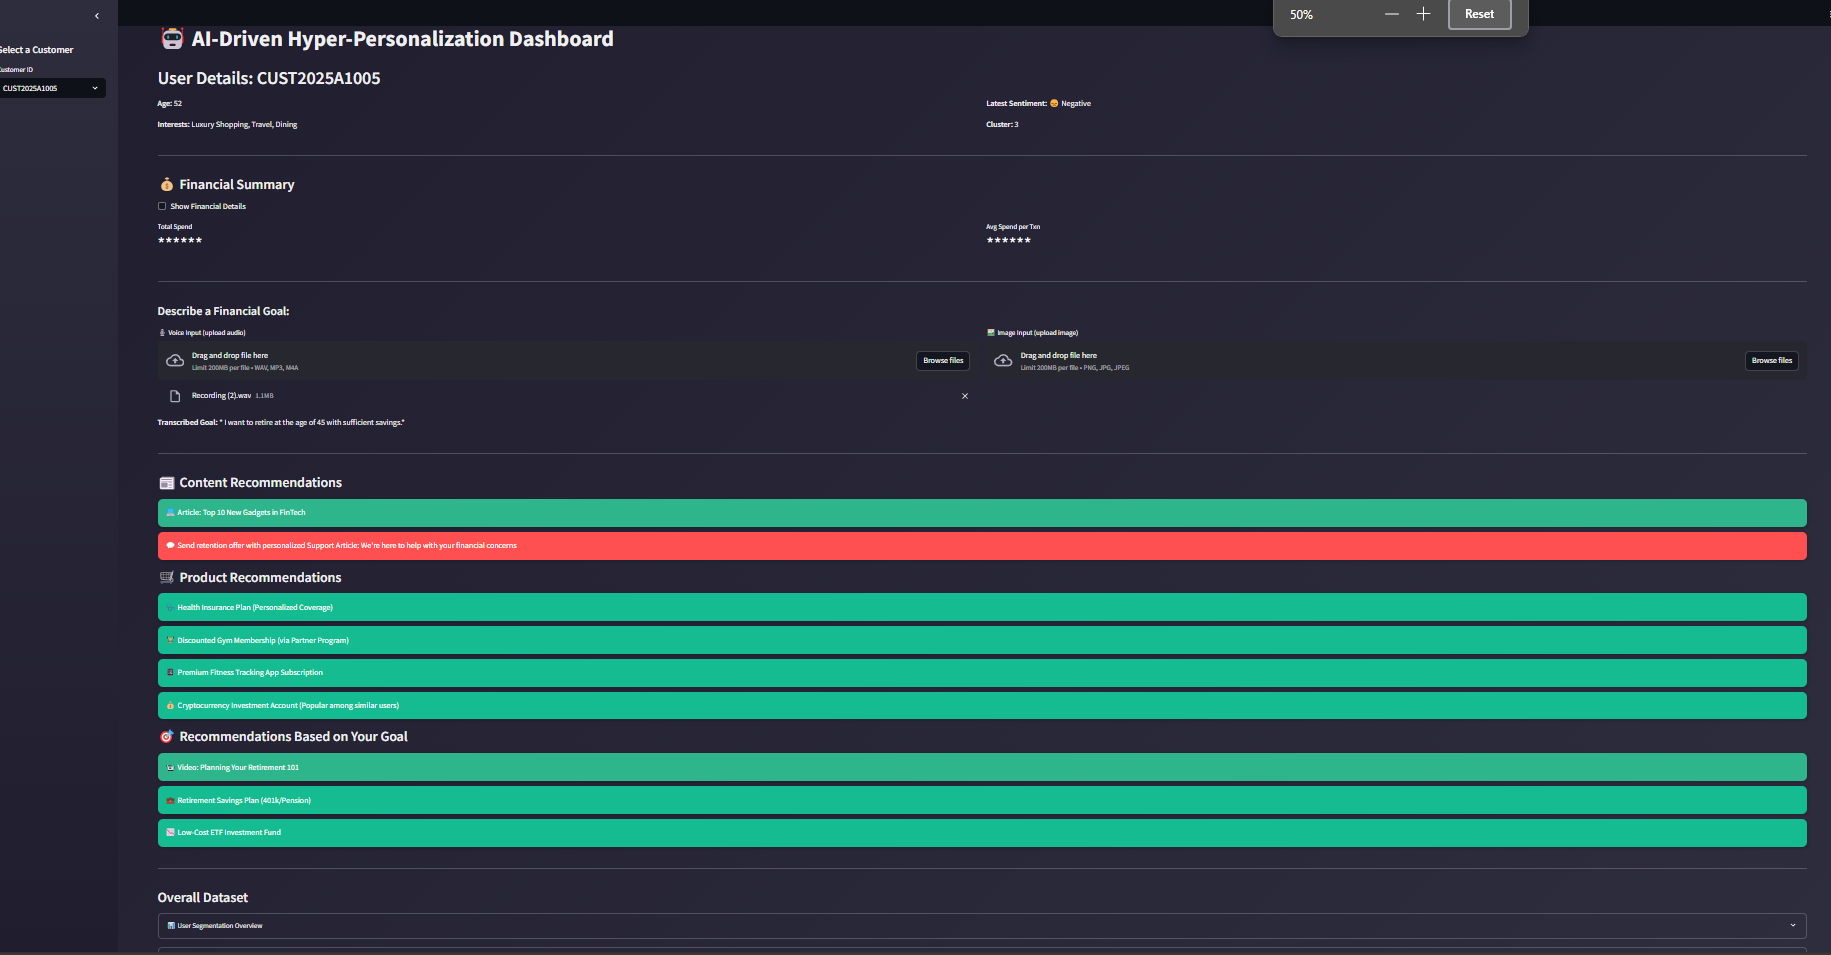 50%
Reset
Select a Customer
Customer ID
CUST2025A1005
AI-Driven Hyper-Personalization Dashboard
User Details: CUST2025A1005
Age: 52
Latest Sentiment: 😠 Negative
Interests: Luxury Shopping, Travel, Dining
Cluster: 3
Financial Summary
Show Financial Details
Total Spend
Avg Spend per Txn
******
******
Describe a Financial Goal:
Voice Input (upload audio)
Image Input (upload image)
Drag and drop file here
Limit 200MB per file • WAV, MP3, M4A
Browse files
Drag and drop file here
Limit 200MB per file • PNG, JPG, JPEG
Browse files
Recording (2).wav 1.1MB
Transcribed Goal: " I want to retire at the age of 45 with sufficient savings."
Content Recommendations
Article: Top 10 New Gadgets in FinTech
Send retention offer with personalized Support Article: We're here to help with your financial concerns
Product Recommendations
Health Insurance Plan (Personalized Coverage)
Discounted Gym Membership (via Partner Program)
Premium Fitness Tracking App Subscription
Cryptocurrency Investment Account (Popular among similar users)
Recommendations Based on Your Goal
Video: Planning Your Retirement 101
Retirement Savings Plan (401k/Pension)
Low-Cost ETF Investment Fund
Overall Dataset
User Segmentation Overview